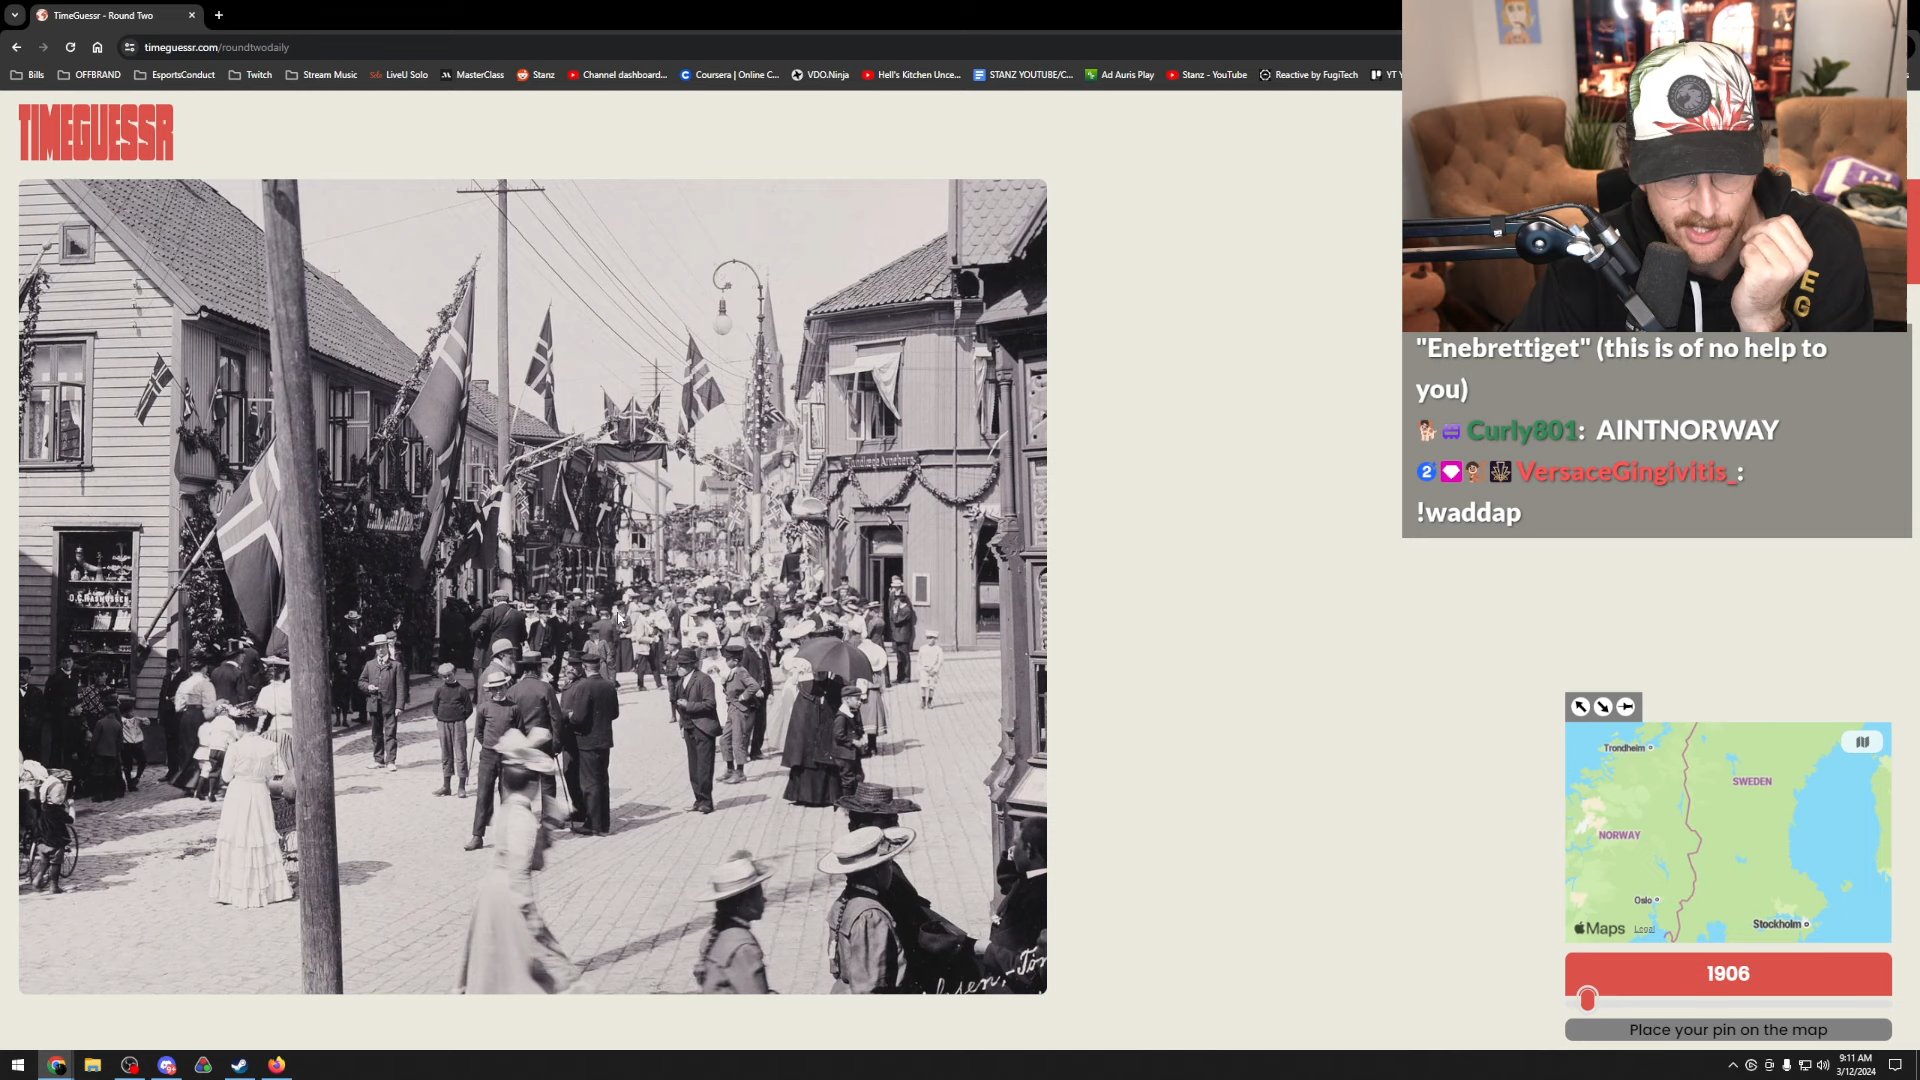 TimeGuessr - Round Two
timeguessr.com/roundtwodaily
Bills
OFFBRAND
EsportsConduct
Twitch
Stream Music
LiveU Solo
MasterClass
Stanz
Channel dashboard...
Coursera | Online C...
VDO.Ninja
Hell's Kitchen Unce...
STANZ YOUTUBE/C...
Ad Auris Play
Stanz - YouTube
Reactive by FugiTech
YT Y
TIMEGUESSR
"Enebrettiget" (this is of no help to
you)
Curly801: AINTNORWAY
2 VersaceGingivitis_:
!waddap
Trondheim
SWEDEN
NORWAY
Oslo
Stockholm
Maps
Legal
1906
Place your pin on the map
9:11 AM
3/12/2024